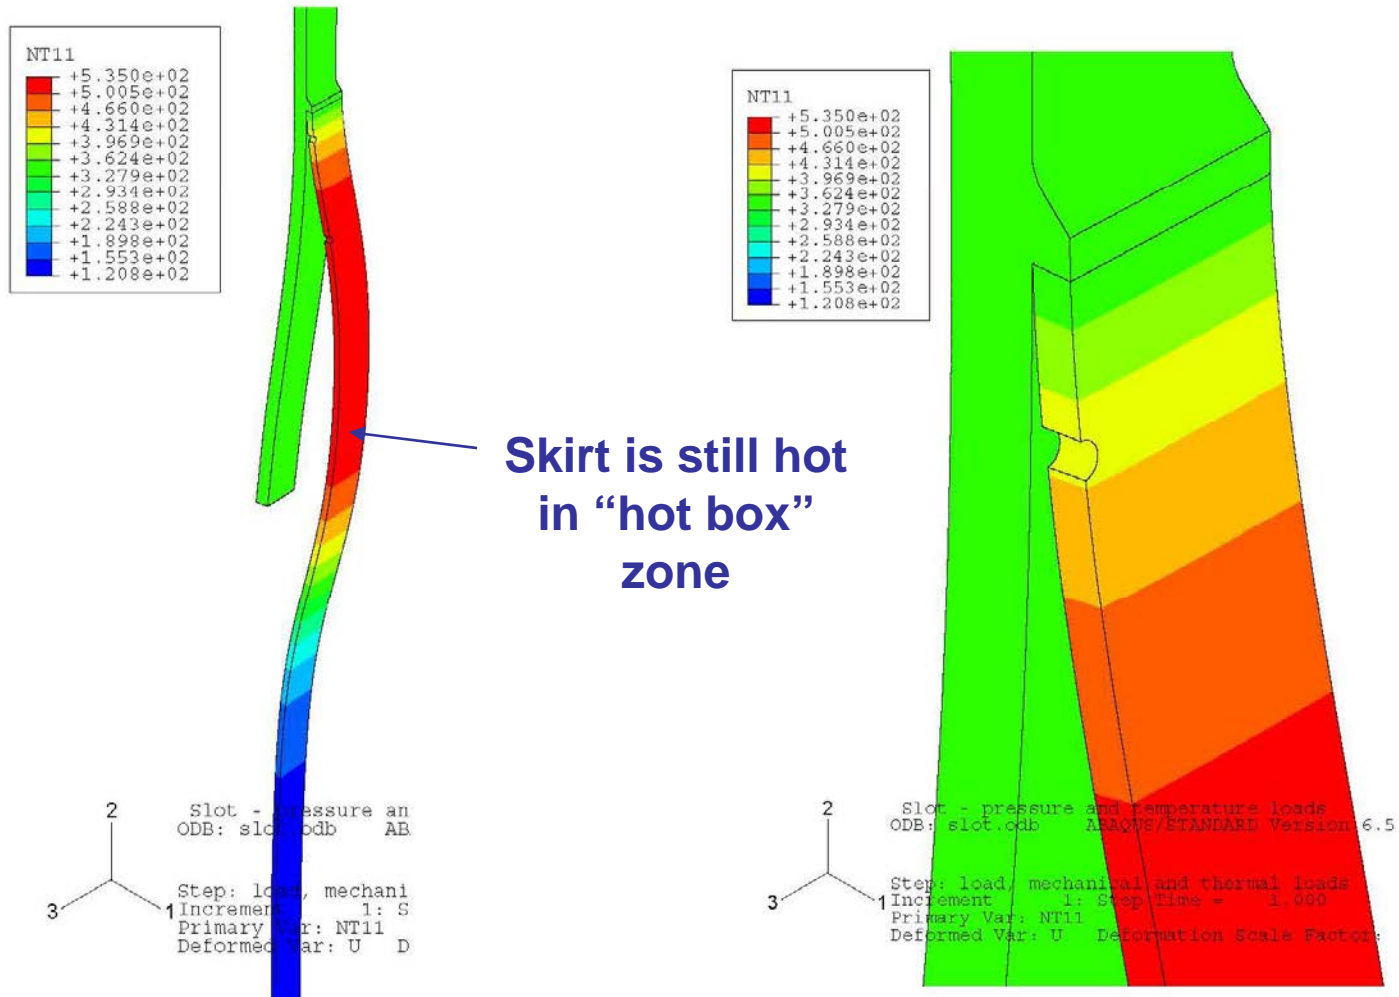 NT11
+5.350e+02
+5.005e+02
+4.660e+02
+4.314e+02
+3.969e+02
+3.624e+02
+3.279e+02
+2.934e+02
+2.588e+02
+2.243e+02
+1.898e+02
+1.553e+02
+1.208e+02
Skirt is still hot
in “hot box”
zone
2
3
1
Slot - pressure an
ODB: slot.odb AB
Step: load, mechani
Increment 1: S
Primary Var: NT11
Deformed Var: U D
NT11
+5.350e+02
+5.005e+02
+4.660e+02
+4.314e+02
+3.969e+02
+3.624e+02
+3.279e+02
+2.934e+02
+2.588e+02
+2.243e+02
+1.898e+02
+1.553e+02
+1.208e+02
2
3
1
Slot - pressure and temperature loads
ODB: slot.odb ABAQUS/STANDARD Version 6.5
Step: load, mechanical and thermal loads
Increment 1: Step Time = 1.000
Primary Var: NT11
Deformed Var: U Deformation Scale Factor: